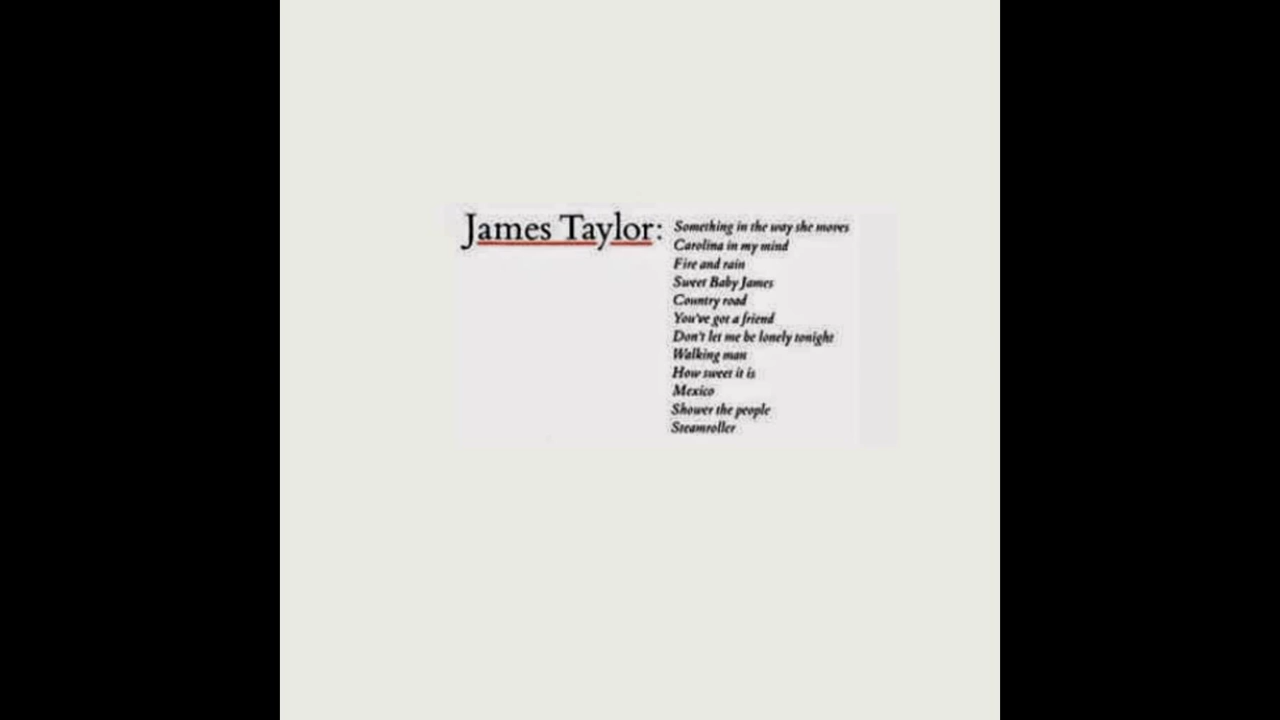 James Taylor:
Something in the way she moves
Carolina in my mind
Fire and rain
Sweet Baby James
Country road
You've got a friend
Don't let me be lonely tonight
Walking man
How sweet it is
Mexico
Shower the people
Steamroller